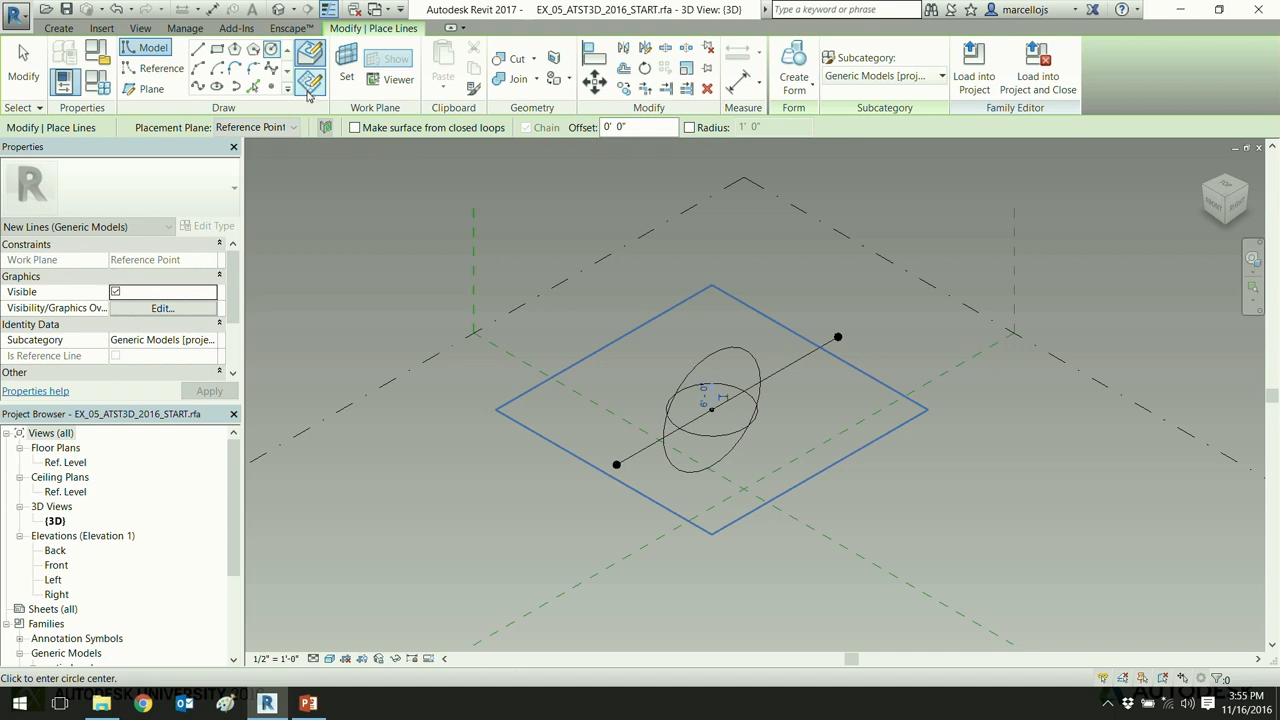 Autodesk Revit 2017 -     EX_05_ATST3D_2016_START.rfa - 3D View: {3D}
Type a keyword or phrase
marcellojs
Create
Insert
View
Manage
Add-Ins
Enscape™
Modify | Place Lines
Modify
Model
Reference
Plane
Set
Show
Viewer
Paste
Cut
Join
Create
Form
Subcategory:
Generic Models [proj...
Load into
Project
Load into
Project and Close
Select
Properties
Draw
Work Plane
Clipboard
Geometry
Modify
Measure
Form
Subcategory
Family Editor
Modify | Place Lines
Placement Plane: Reference Point
Make surface from closed loops
Chain
Offset: 0' 0"
Radius: 1' 0"
Properties
New Lines (Generic Models)
Edit Type
Constraints
Work Plane
Reference Point
Graphics
Visible
Visibility/Graphics Ov...
Edit...
Identity Data
Subcategory
Generic Models [proje...
Is Reference Line
Other
Properties help
Apply
Project Browser - EX_05_ATST3D_2016_START.rfa
Views (all)
Floor Plans
Ref. Level
Ceiling Plans
Ref. Level
3D Views
{3D}
Elevations (Elevation 1)
Back
Front
Left
Right
Sheets (all)
Families
Annotation Symbols
Generic Models
TOP
FRONT
RIGHT
1/2" = 1'-0"
Click to enter circle center.
:0
AUTODESK UNIVERSITY
3:55 PM
11/16/2016